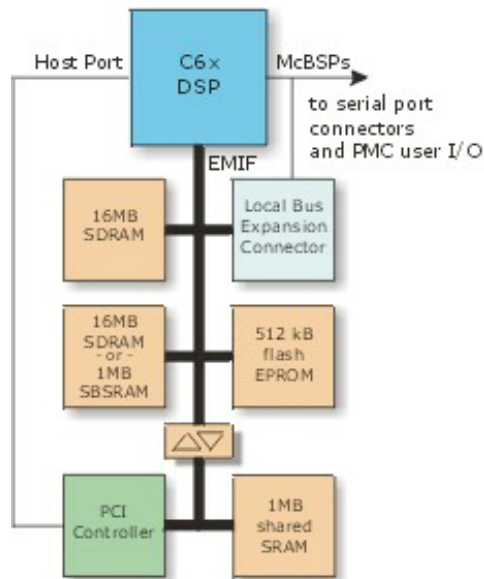 Host Port
C6x
DSP
McBSPs
to serial port
connectors
and PMC user I/O
EMIF
16MB
SDRAM
Local Bus
Expansion
Connector
16MB
SDRAM
- or -
1MB
SBSRAM
512 kB
flash
EPROM
PCI
Controller
1MB
shared
SRAM